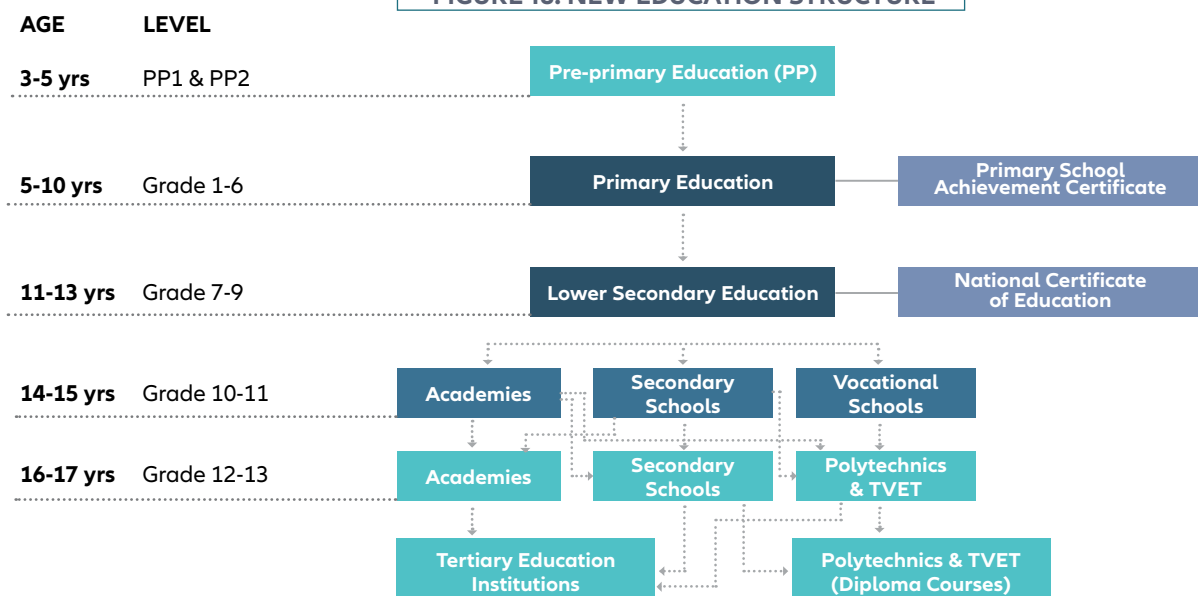 AGE
LEVEL
3-5 yrs
PP1 & PP2
Pre-primary Education (PP)
5-10 yrs
Grade 1-6
Primary Education
Primary School
Achievement Certificate
11-13 yrs
Grade 7-9
Lower Secondary Education
National Certificate
of Education
14-15 yrs
Grade 10-11
Academies
Secondary
Schools
Vocational
Schools
16-17 yrs
Grade 12-13
Academies
Secondary
Schools
Polytechnics
& TVET
Tertiary Education
Institutions
Polytechnics & TVET
(Diploma Courses)